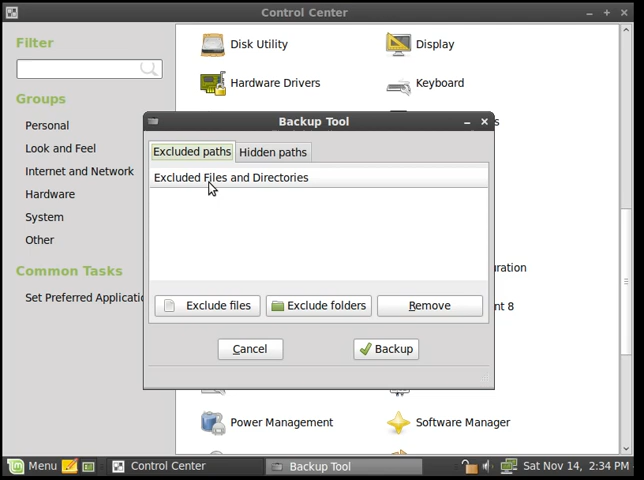 Control Center
Filter
Groups
Personal
Look and Feel
Internet and Network
Hardware
System
Other
Common Tasks
Set Preferred Applicatio
Disk Utility
Display
Hardware Drivers
Keyboard
s
Backup Tool
Excluded paths
Hidden paths
Excluded Files and Directories
Exclude files
Exclude folders
Remove
Cancel
Backup
uration
nt 8
Power Management
Software Manager
Menu
Control Center
Backup Tool
Sat Nov 14, 2:34 PM